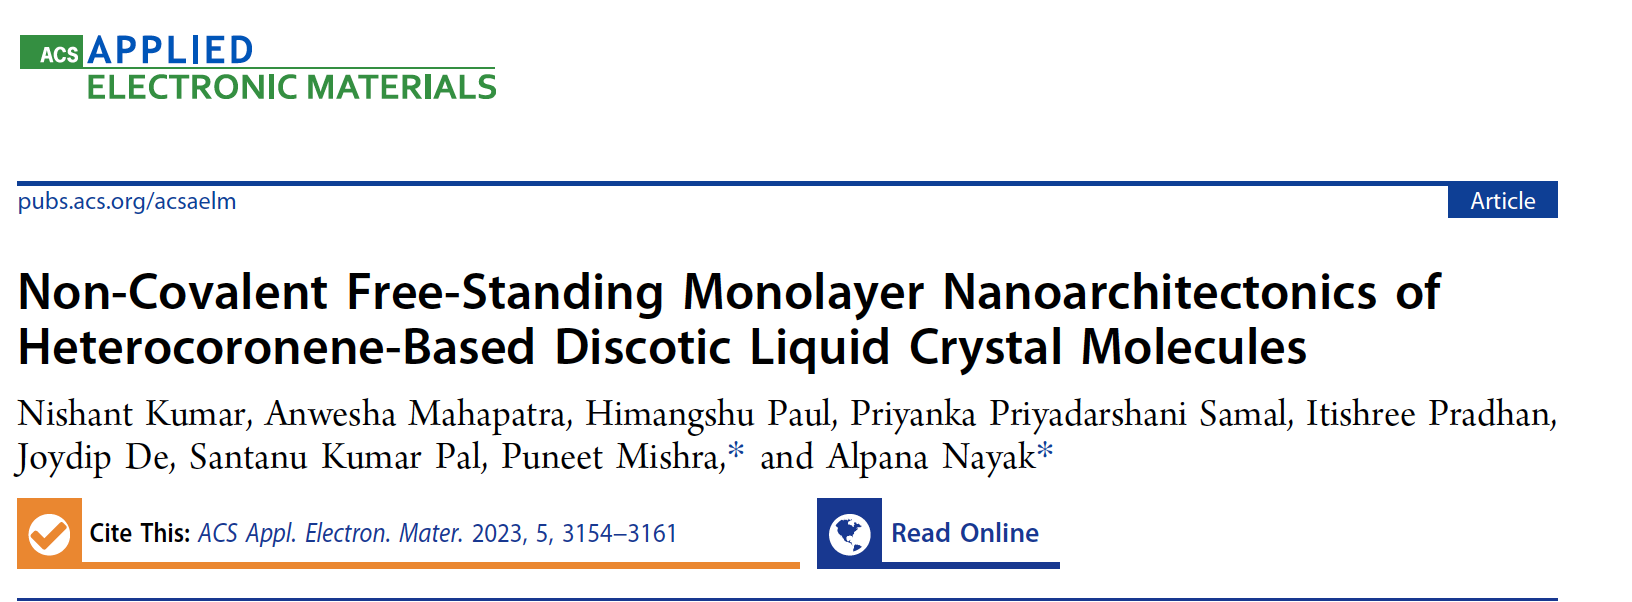 ACS APPLIED
ELECTRONIC MATERIALS
pubs.acs.org/acsaelm
Article
Non-Covalent Free-Standing Monolayer Nanoarchitectonics of
Heterocoronene-Based Discotic Liquid Crystal Molecules
Nishant Kumar, Anwesha Mahapatra, Himangshu Paul, Priyanka Priyadarshani Samal, Itishree Pradhan,
Joydip De, Santanu Kumar Pal, Puneet Mishra,* and Alpana Nayak*
Cite This: ACS Appl. Electron. Mater. 2023, 5, 3154−3161
Read Online